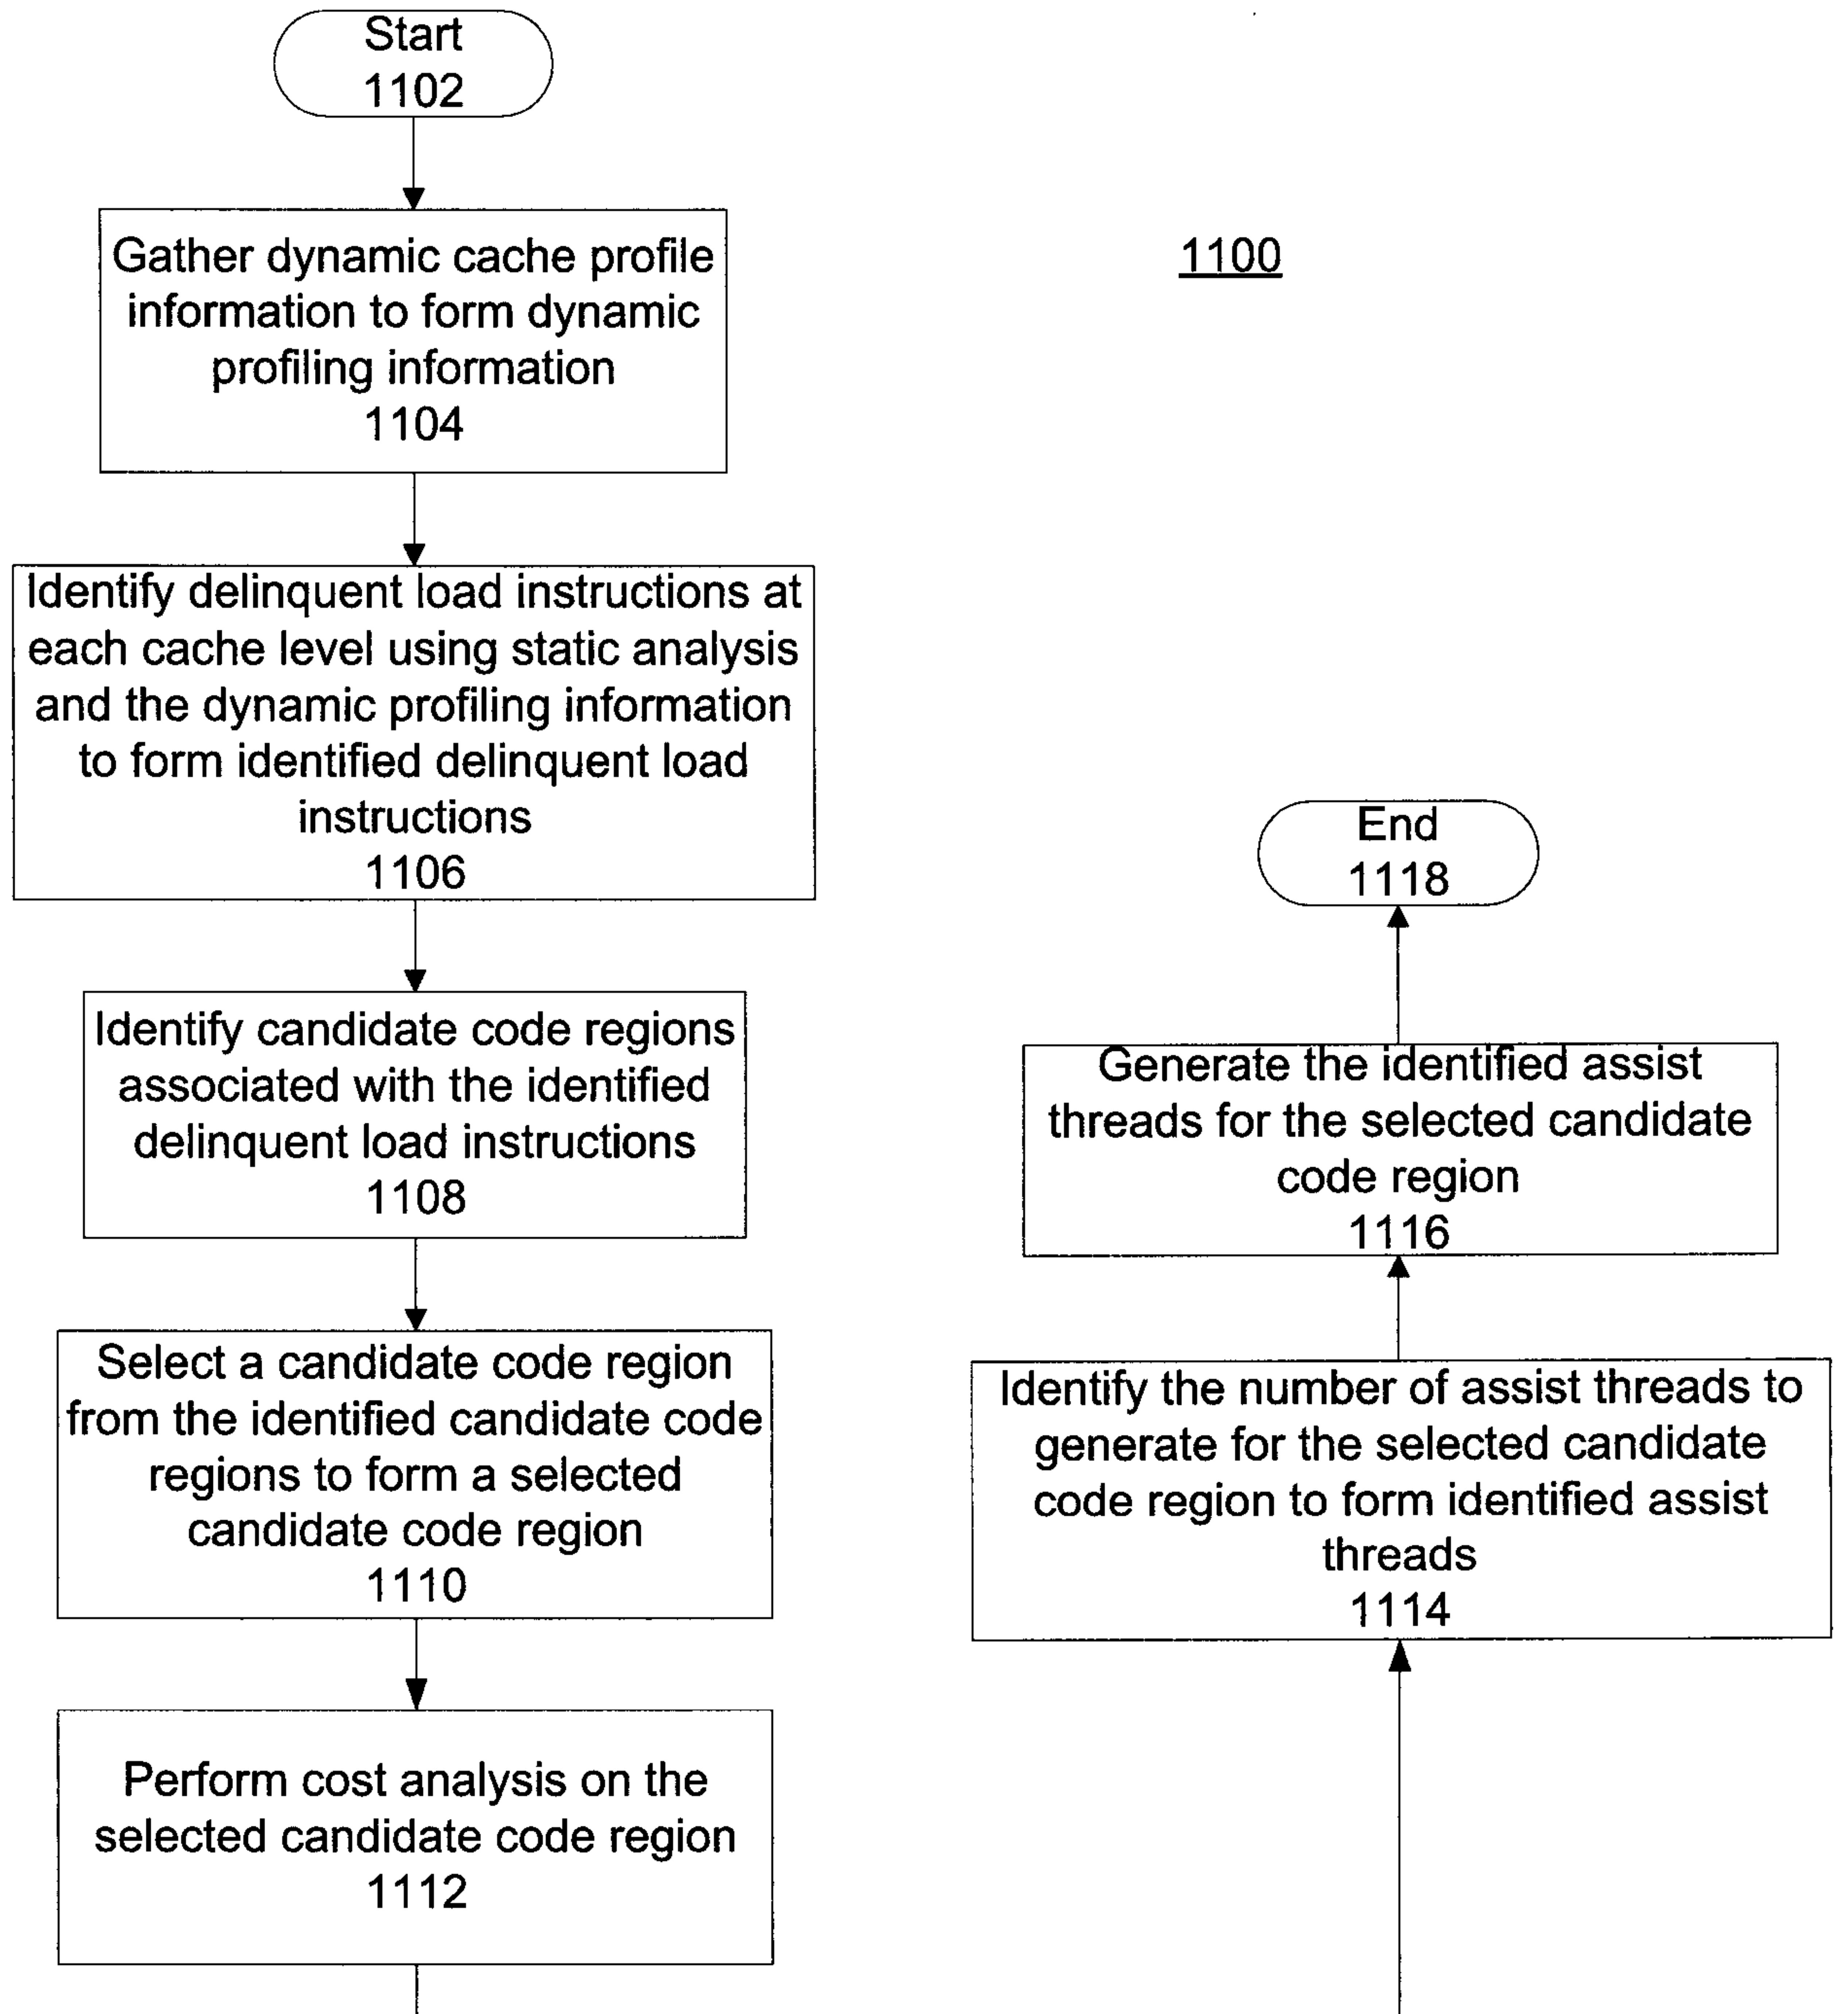 Start
1102
Gather dynamic cache profile
information to form dynamic
profiling information
1104
Identify delinquent load instructions at
each cache level using static analysis
and the dynamic profiling information
to form identified delinquent load
instructions
1106
Identify candidate code regions
associated with the identified
delinquent load instructions
1108
Select a candidate code region
from the identified candidate code
regions to form a selected
candidate code region
1110
Perform cost analysis on the
selected candidate code region
1112
1100
Identify the number of assist threads to
generate for the selected candidate
code region to form identified assist
threads
1114
Generate the identified assist
threads for the selected candidate
code region
1116
End
1118